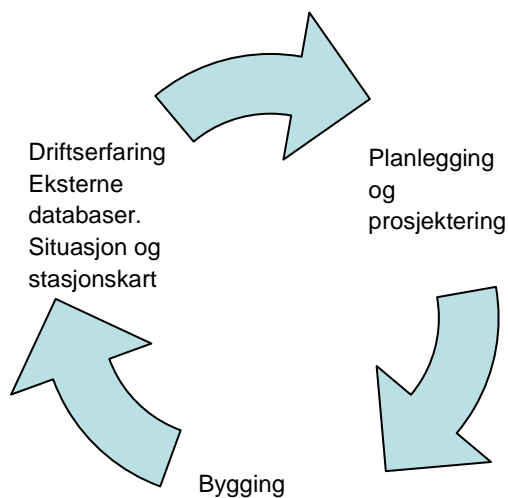 Driftserfaring
Eksterne
databaser.
Situasjon og
stasjonskart
Planlegging
og
prosjektering
Bygging